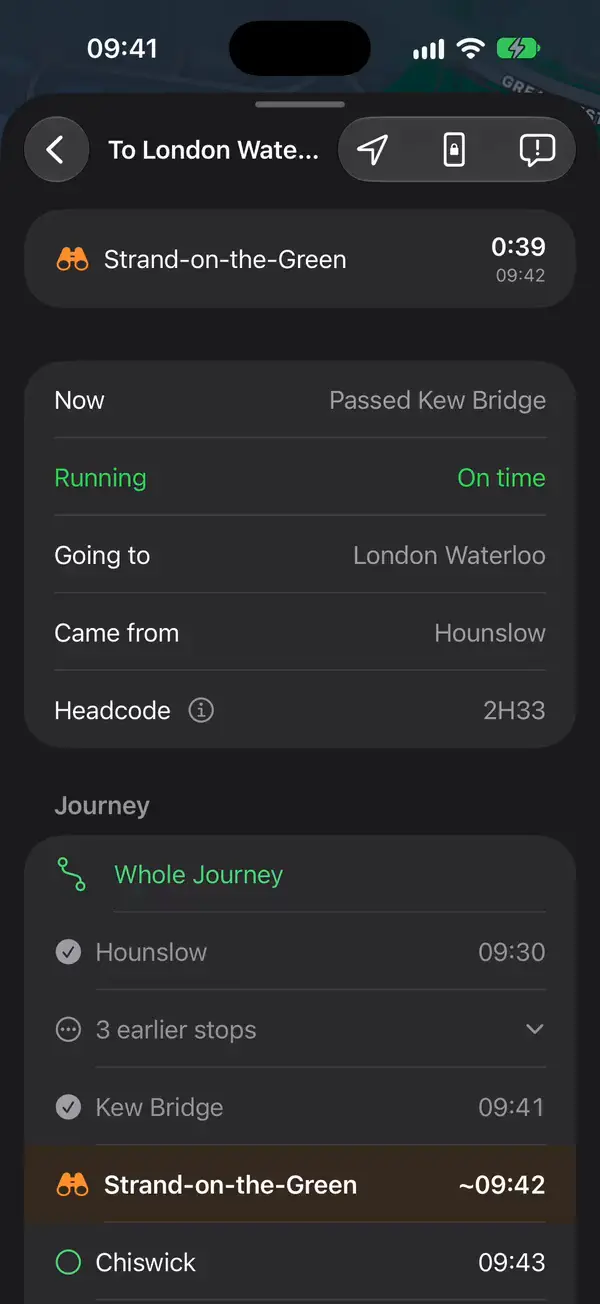 09:41
To London Wate...
Strand-on-the-Green
0:39
09:42
Now
Passed Kew Bridge
Running
On time
Going to
London Waterloo
Came from
Hounslow
Headcode
2H33
Journey
Whole Journey
Hounslow
09:30
3 earlier stops
Kew Bridge
09:41
Strand-on-the-Green
~09:42
Chiswick
09:43